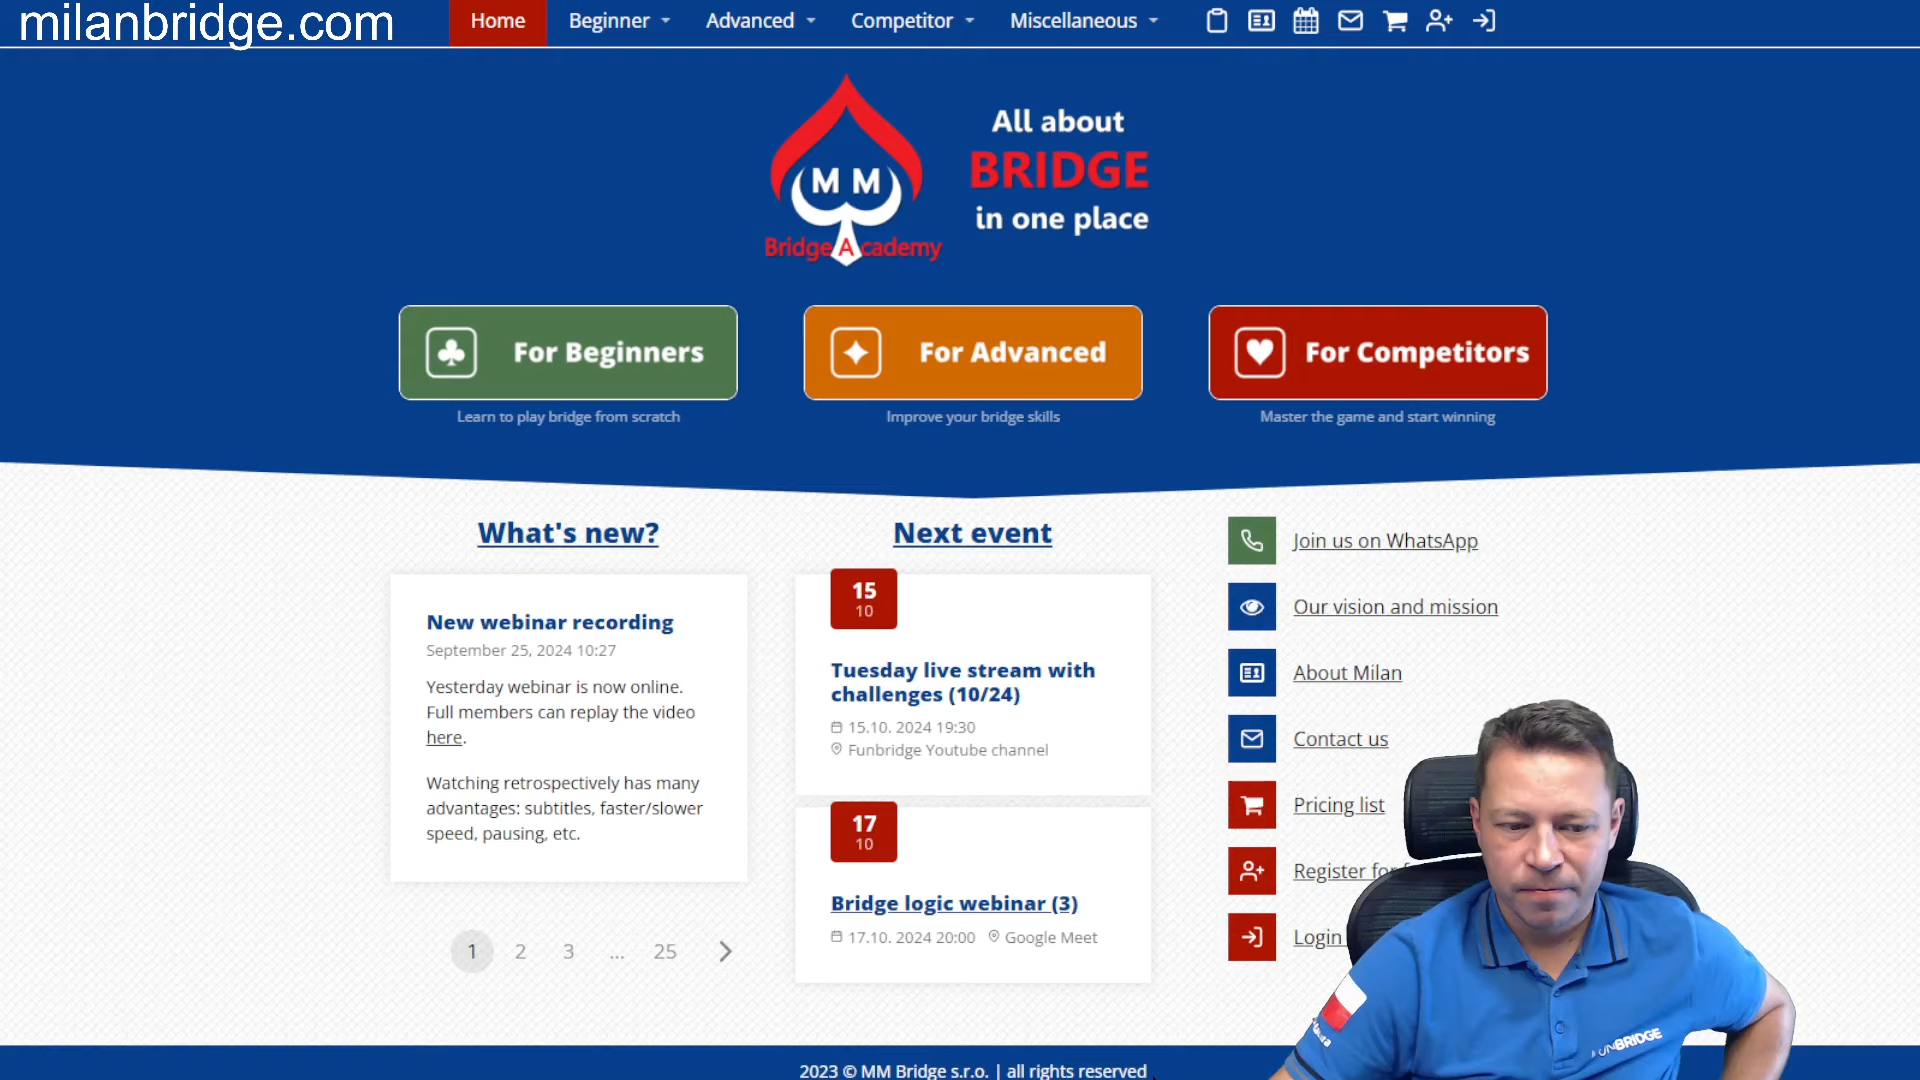 milanbridge.com
Home Beginner Advanced Competitor Miscellaneous
M M
Bridge A cademy
All about
BRIDGE
in one place
For Beginners
Learn to play bridge from scratch
For Advanced
Improve your bridge skills
For Competitors
Master the game and start winning
What's new?
New webinar recording
September 25, 2024 10:27
Yesterday webinar is now online.
Full members can replay the video
here.
Watching retrospectively has many
advantages: subtitles, faster/slower
speed, pausing, etc.
1 2 3 ... 25
Next event
15
10
Tuesday live stream with
challenges (10/24)
15.10. 2024 19:30
Funbridge Youtube channel
17
10
Bridge logic webinar (3)
17.10. 2024 20:00 Google Meet
Join us on WhatsApp
Our vision and mission
About Milan
Contact us
Pricing list
Register for
Login
FUNBRIDGE
2023 © MM Bridge s.r.o. | all rights reserved